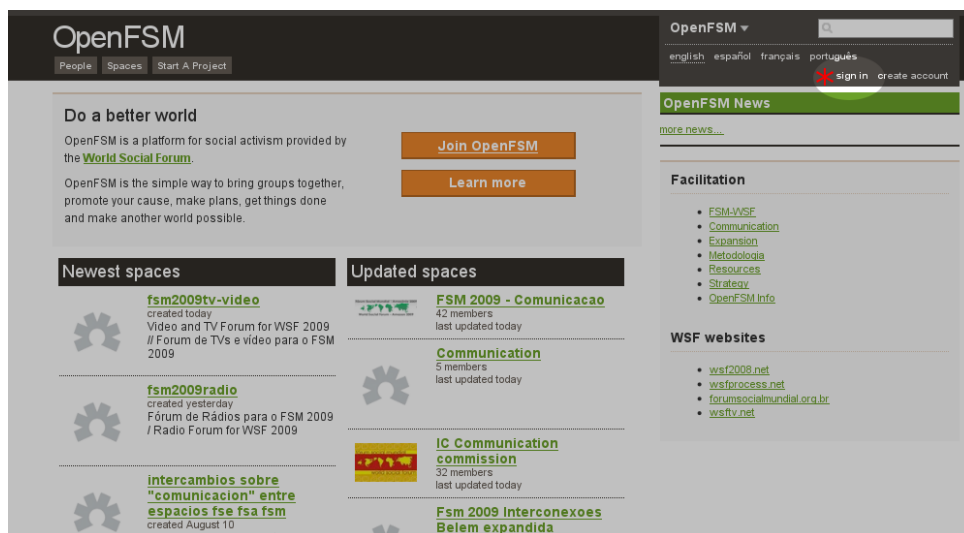 OpenFSM
People Spaces Start A Project
OpenFSM
english español français português
sign in create account
Do a better world
OpenFSM is a platform for social activism provided by
the World Social Forum.
OpenFSM is the simple way to bring groups together,
promote your cause, make plans, get things done
and make another world possible.
Join OpenFSM
Learn more
OpenFSM News
more news...
Facilitation
FSM-WSF
Communication
Expansion
Metodologia
Resources
Strategy
OpenFSM Info
WSF websites
wsf2008.net
wsfprocess.net
forumsocialmundial.org.br
wsftv.net
Newest spaces
fsm2009tv-video
created today
Video and TV Forum for WSF 2009
// Forum de TVs e vídeo para o FSM
2009
fsm2009radio
created yesterday
Fórum de Rádios para o FSM 2009
/ Radio Forum for WSF 2009
intercambios sobre
"comunicacion" entre
espacios fse fsa fsm
created August 10
Updated spaces
FSM 2009 - Comunicacao
42 members
last updated today
Communication
5 members
last updated today
IC Communication
commission
32 members
last updated today
Fsm 2009 Interconexoes
Belem expandida